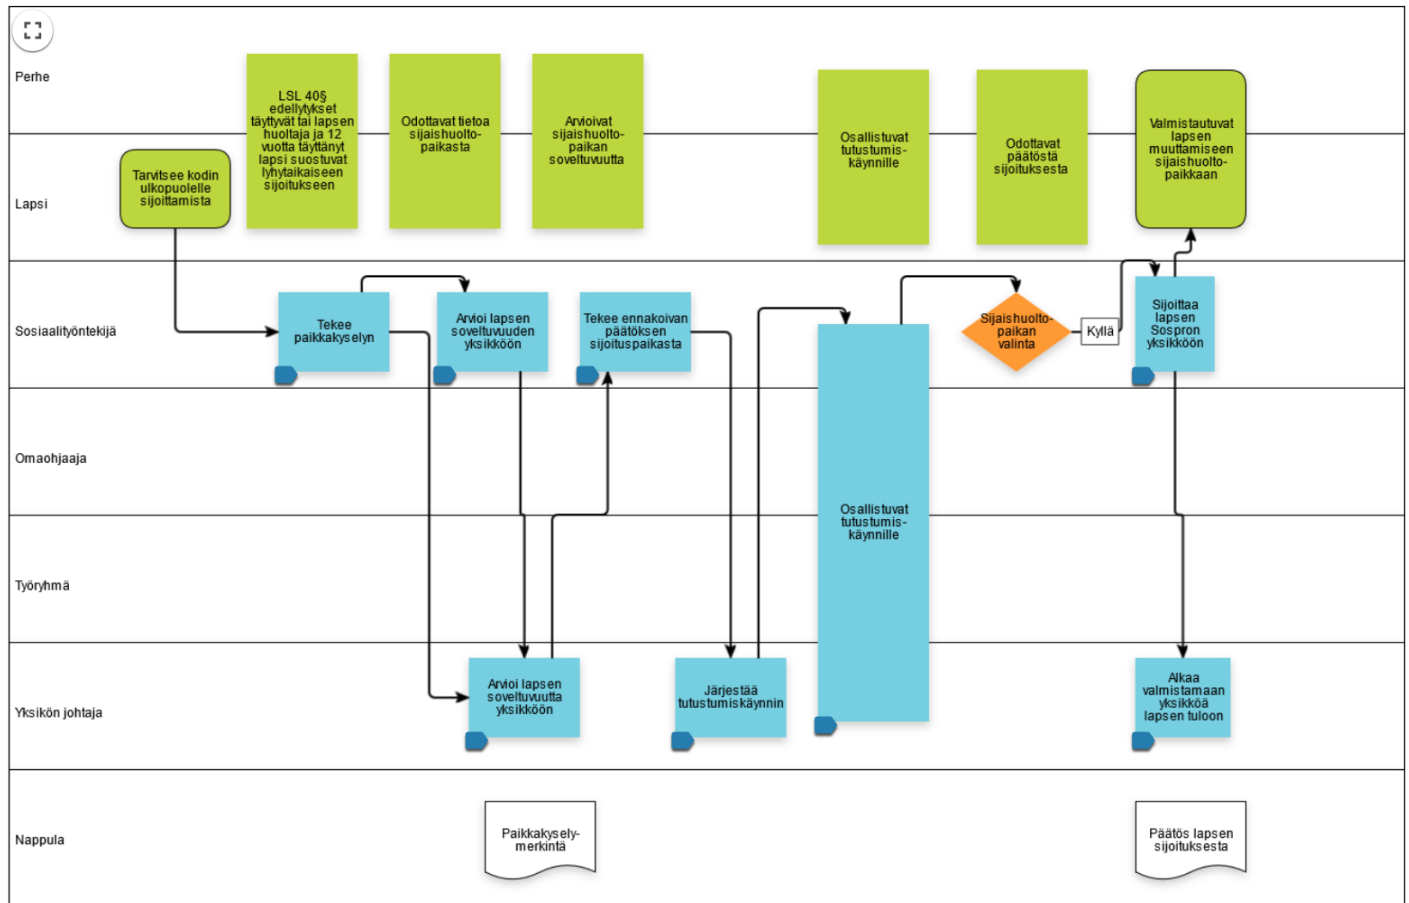 Perhe
LSL 40§
edellytykset
täyttyvät tai lapsen
huoltaja ja 12
vuotta täyttänyt
lapsi suostuvat
lyhytaikaiseen
sijoitukseen
Odottavat tietoa
sijaishuolto-
paikasta
Arvioivat
sijaishuolto-
paikan
soveltuvuutta
Osallistuvat
tutustumis-
käynnille
Odottavat
päätöstä
sijoituksesta
Valmistautuvat
lapsen
muuttamiseen
sijaishuolto-
paikkaan
Lapsi
Tarvitsee kodin
ulkopuolelle
sijoittamista
Sosiaalityöntekijä
Tekee
paikkakyselyn
Arvioi lapsen
soveltuvuuden
yksikköön
Tekee ennakoivan
päätöksen
sijoituspaikasta
Sijaishuolto-
paikan
valinta
Kyllä
Sijoittaa
lapsen
Sospron
yksikköön
Omaohjaaja
Osallistuvat
tutustumis-
käynnille
Työryhmä
Yksikön johtaja
Arvioi lapsen
soveltuvuutta
yksikköön
Järjestää
tutustumiskäynnin
Alkaa
valmistamaan
yksikköä
lapsen tuloon
Nappula
Paikkakysely-
merkintä
Päätös lapsen
sijoituksesta